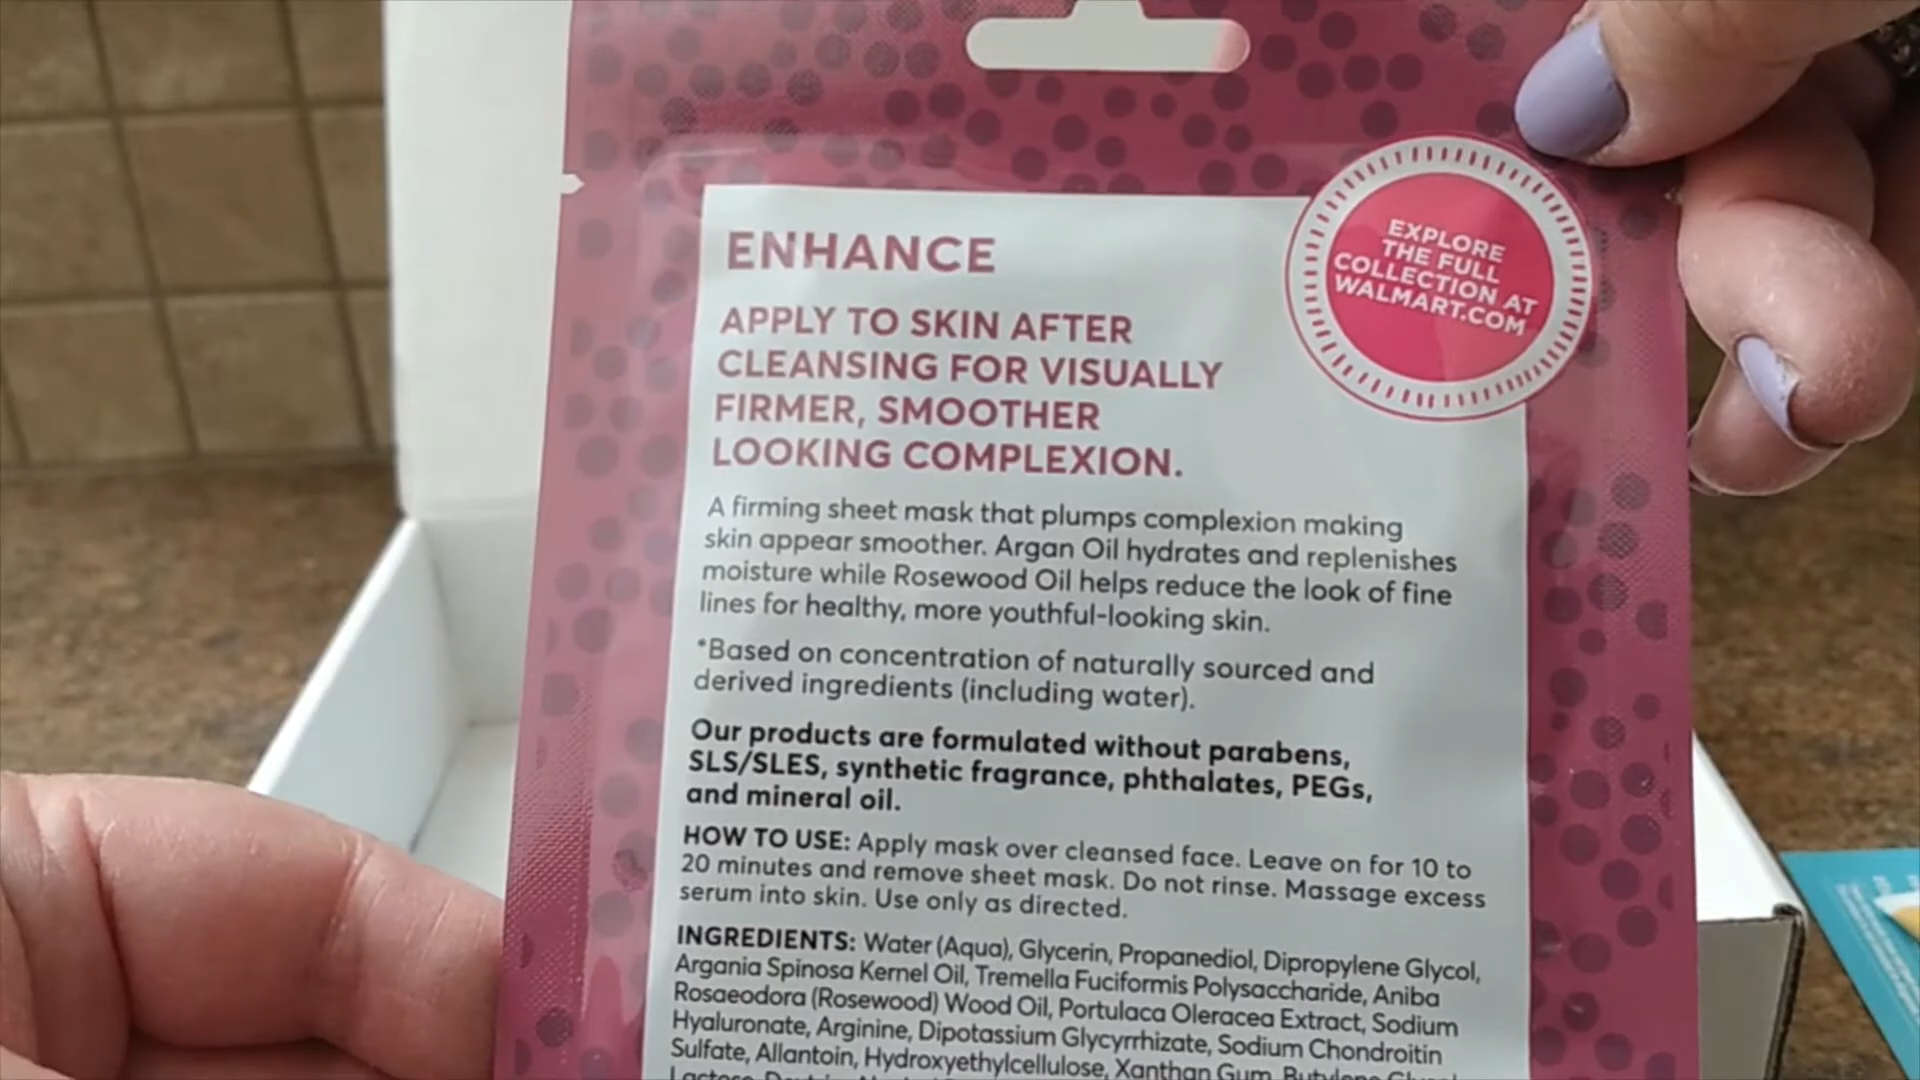 EXPLORE
THE FULL
COLLECTION AT
WALMART.COM
ENHANCE
APPLY TO SKIN AFTER
CLEANSING FOR VISUALLY
FIRMER, SMOOTHER
LOOKING COMPLEXION.
A firming sheet mask that plumps complexion making
skin appear smoother. Argan Oil hydrates and replenishes
moisture while Rosewood Oil helps reduce the look of fine
lines for healthy, more youthful-looking skin.
*Based on concentration of naturally sourced and
derived ingredients (including water).
Our products are formulated without parabens,
SLS/SLES, synthetic fragrance, phthalates, PEGs,
and mineral oil.
HOW TO USE: Apply mask over cleansed face. Leave on for 10 to
20 minutes and remove sheet mask. Do not rinse. Massage excess
serum into skin. Use only as directed.
INGREDIENTS: Water (Aqua), Glycerin, Propanediol, Dipropylene Glycol,
Argania Spinosa Kernel Oil, Tremella Fuciformis Polysaccharide, Aniba
Rosaeodora (Rosewood) Wood Oil, Portulaca Oleracea Extract, Sodium
Hyaluronate, Arginine, Dipotassium Glycyrrhizate, Sodium Chondroitin
Sulfate, Allantoin, Hydroxyethylcellulose, Xanthan Gum, Butylene